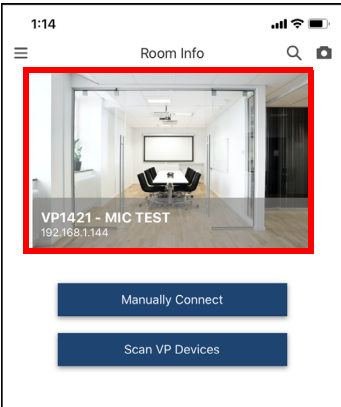 1:14
Room Info
VP1421 - MIC TEST
192.168.1.144
Manually Connect
Scan VP Devices